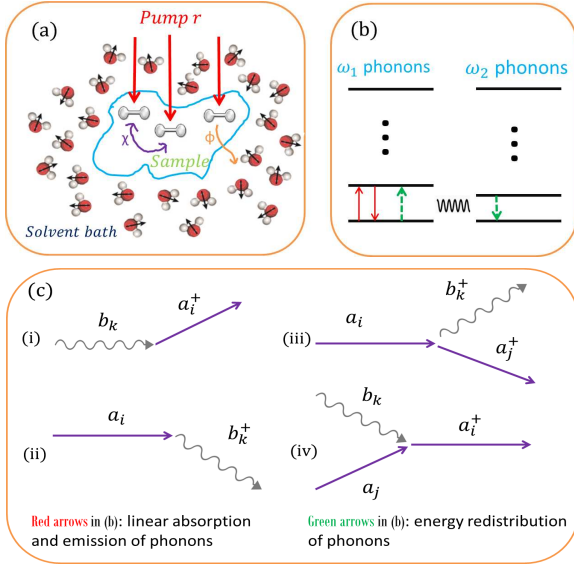 (a)
Pump r
χ
Sample
ϕ
Solvent bath
(b)
ω₁ phonons
ω₂ phonons
(c)
(i)
b_k
a_i^+
(ii)
a_i
b_k^+
(iii)
a_i
b_k^+
a_j^+
(iv)
b_k
a_j
a_i^+
Red arrows in (b): linear absorption
and emission of phonons
Green arrows in (b): energy redistribution
of phonons